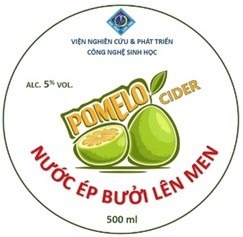 VIỆN NGHIÊN CỨU & PHÁT TRIỂN
CÔNG NGHỆ SINH HỌC
ALC. 5% VOL.
POMELO
CIDER
NƯỚC ÉP BƯỞI LÊN MEN
500 ml